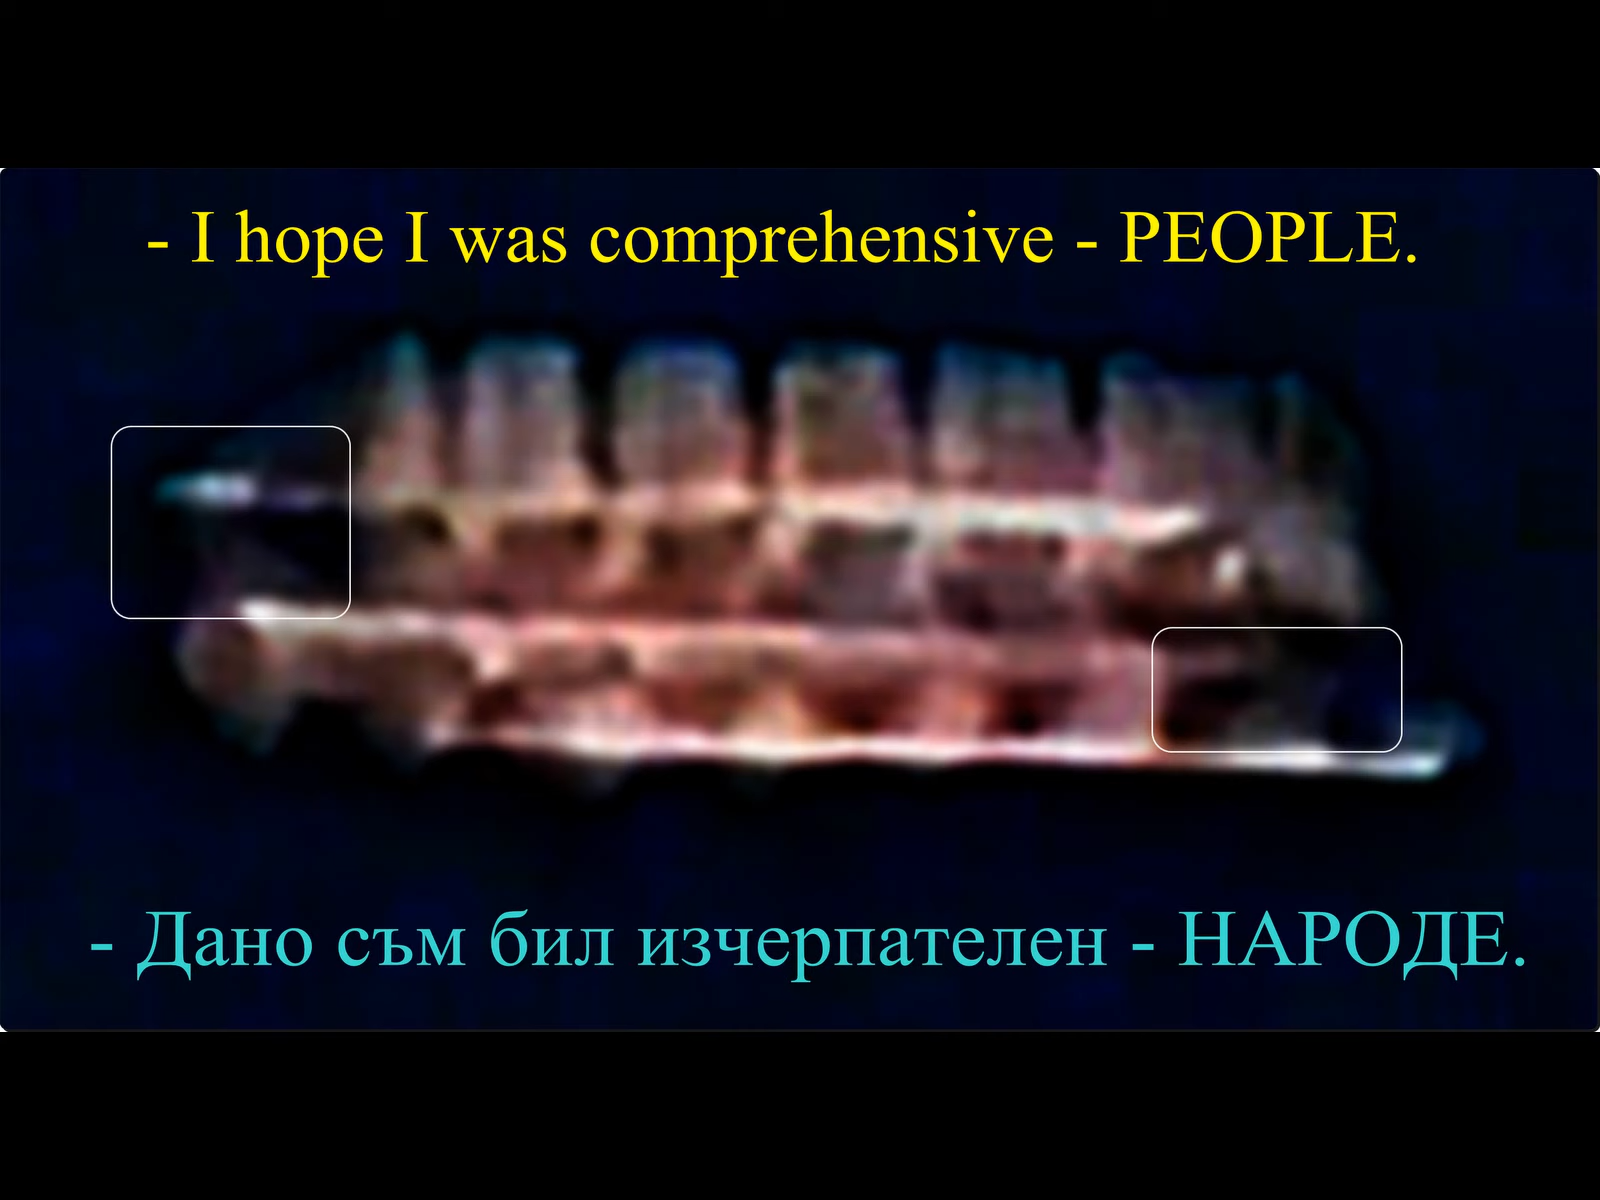 - I hope I was comprehensive - PEOPLE.
- Дано съм бил изчерпателен - НАРОДЕ.